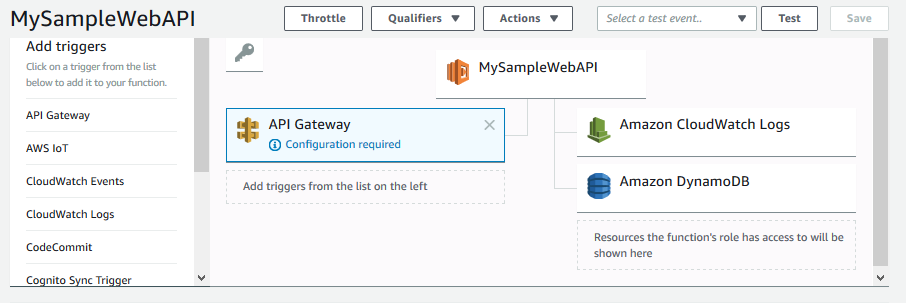 MySampleWebAPI
Throttle
Qualifiers
Actions
Select a test event..
Test
Save
Add triggers
Click on a trigger from the list
below to add it to your function.
API Gateway
AWS IoT
CloudWatch Events
CloudWatch Logs
CodeCommit
Cognito Sync Trigger
MySampleWebAPI
API Gateway
Configuration required
Add triggers from the list on the left
Amazon CloudWatch Logs
Amazon DynamoDB
Resources the function's role has access to will be
shown here